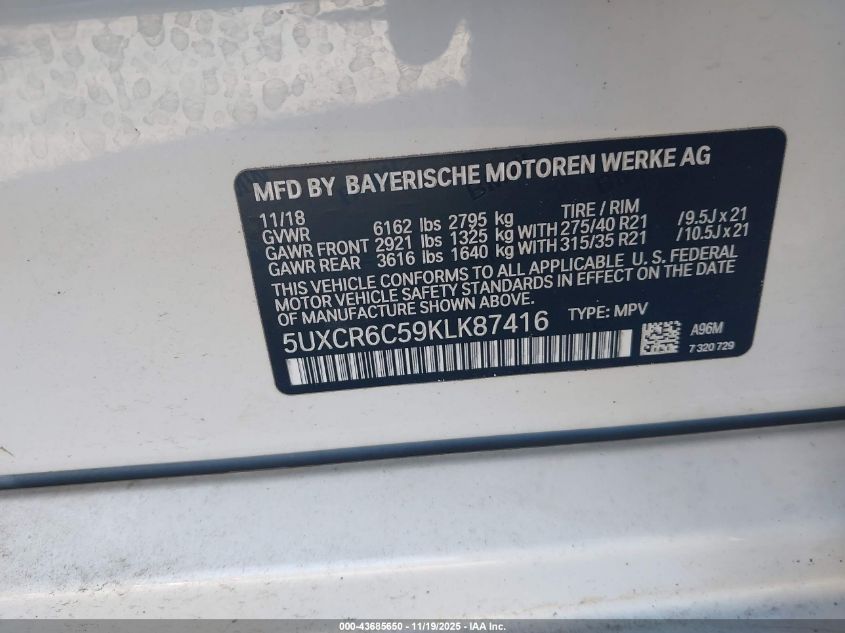 MFD BY BAYERISCHE MOTOREN WERKE AG
11/18 TIRE / RIM
GVWR 6162 lbs 2795 kg
GAWR FRONT 2921 lbs 1325 kg WITH 275/40 R21 /9.5J x 21
GAWR REAR 3616 lbs 1640 kg WITH 315/35 R21 /10.5J x 21
THIS VEHICLE CONFORMS TO ALL APPLICABLE U. S. FEDERAL
MOTOR VEHICLE SAFETY STANDARDS IN EFFECT ON THE DATE
OF MANUFACTURE SHOWN ABOVE.
5UXCR6C59KLK87416 TYPE: MPV
A96M
7 320 729
000-43685650 - 11/19/2025 - IAA Inc.